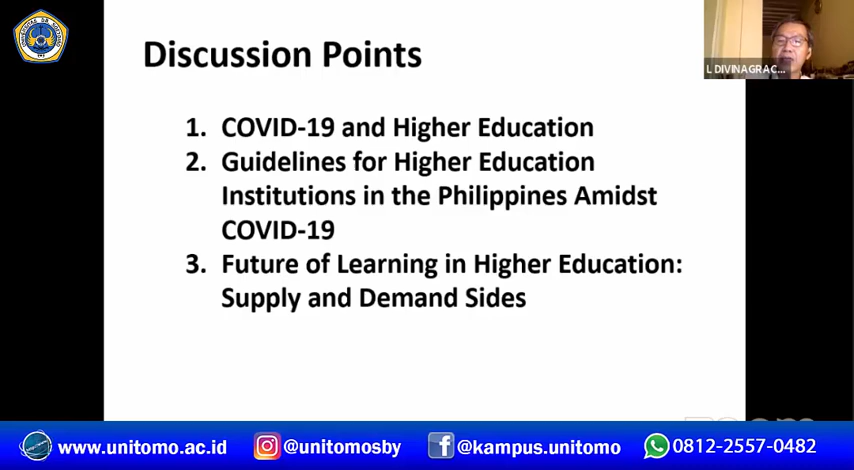 Discussion Points
L DIVINAGRAC...
1. COVID-19 and Higher Education
2. Guidelines for Higher Education
Institutions in the Philippines Amidst
COVID-19
3. Future of Learning in Higher Education:
Supply and Demand Sides
www.unitomo.ac.id @unitomosby @kampus.unitomo 0812-2557-0482